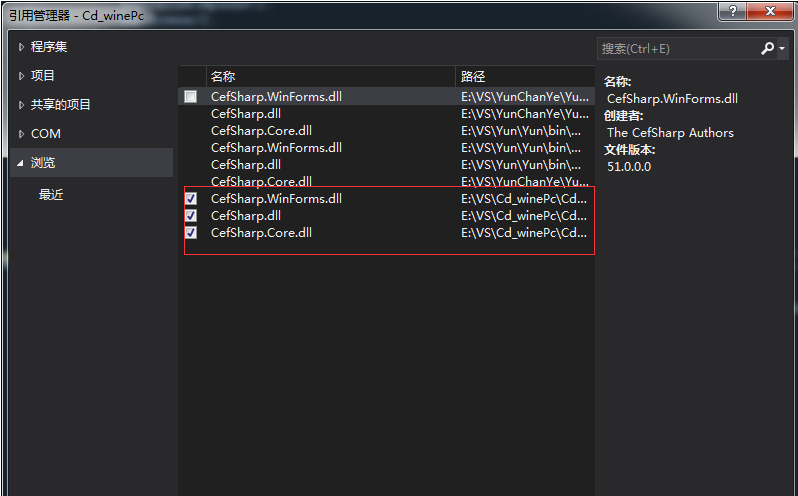 引用管理器 - Cd_winePc
程序集
项目
共享的项目
COM
浏览
最近
名称 路径
CefSharp.WinForms.dll E:\VS\YunChanYe\Yu...
CefSharp.dll E:\VS\YunChanYe\Yu...
CefSharp.Core.dll E:\VS\Yun\Yun\bin\...
CefSharp.WinForms.dll E:\VS\Yun\Yun\bin\...
CefSharp.dll E:\VS\Yun\Yun\bin\...
CefSharp.Core.dll E:\VS\YunChanYe\Yu...
CefSharp.WinForms.dll E:\VS\Cd_winePc\Cd...
CefSharp.dll E:\VS\Cd_winePc\Cd...
CefSharp.Core.dll E:\VS\Cd_winePc\Cd...
搜索(Ctrl+E)
名称:
CefSharp.WinForms.dll
创建者:
The CefSharp Authors
文件版本:
51.0.0.0